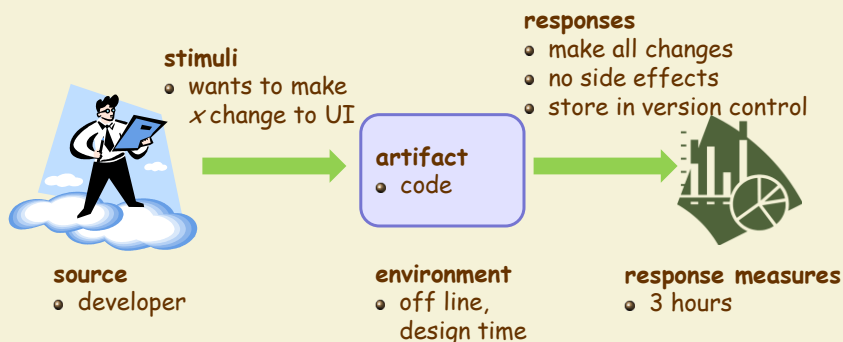 stimuli
wants to make
x change to UI
responses
make all changes
no side effects
store in version control
artifact
code
source
developer
environment
off line,
design time
response measures
3 hours